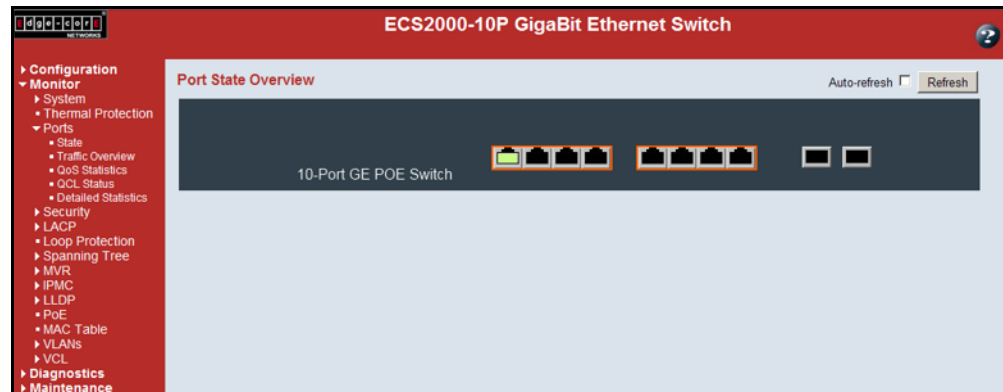 Edge-corE
NETWORKS
ECS2000-10P GigaBit Ethernet Switch
?
Configuration
Monitor
System
Thermal Protection
Ports
State
Traffic Overview
QoS Statistics
QCL Status
Detailed Statistics
Security
LACP
Loop Protection
Spanning Tree
MVR
IPMC
LLDP
PoE
MAC Table
VLANs
VCL
Diagnostics
Maintenance
Port State Overview
Auto-refresh
Refresh
10-Port GE POE Switch